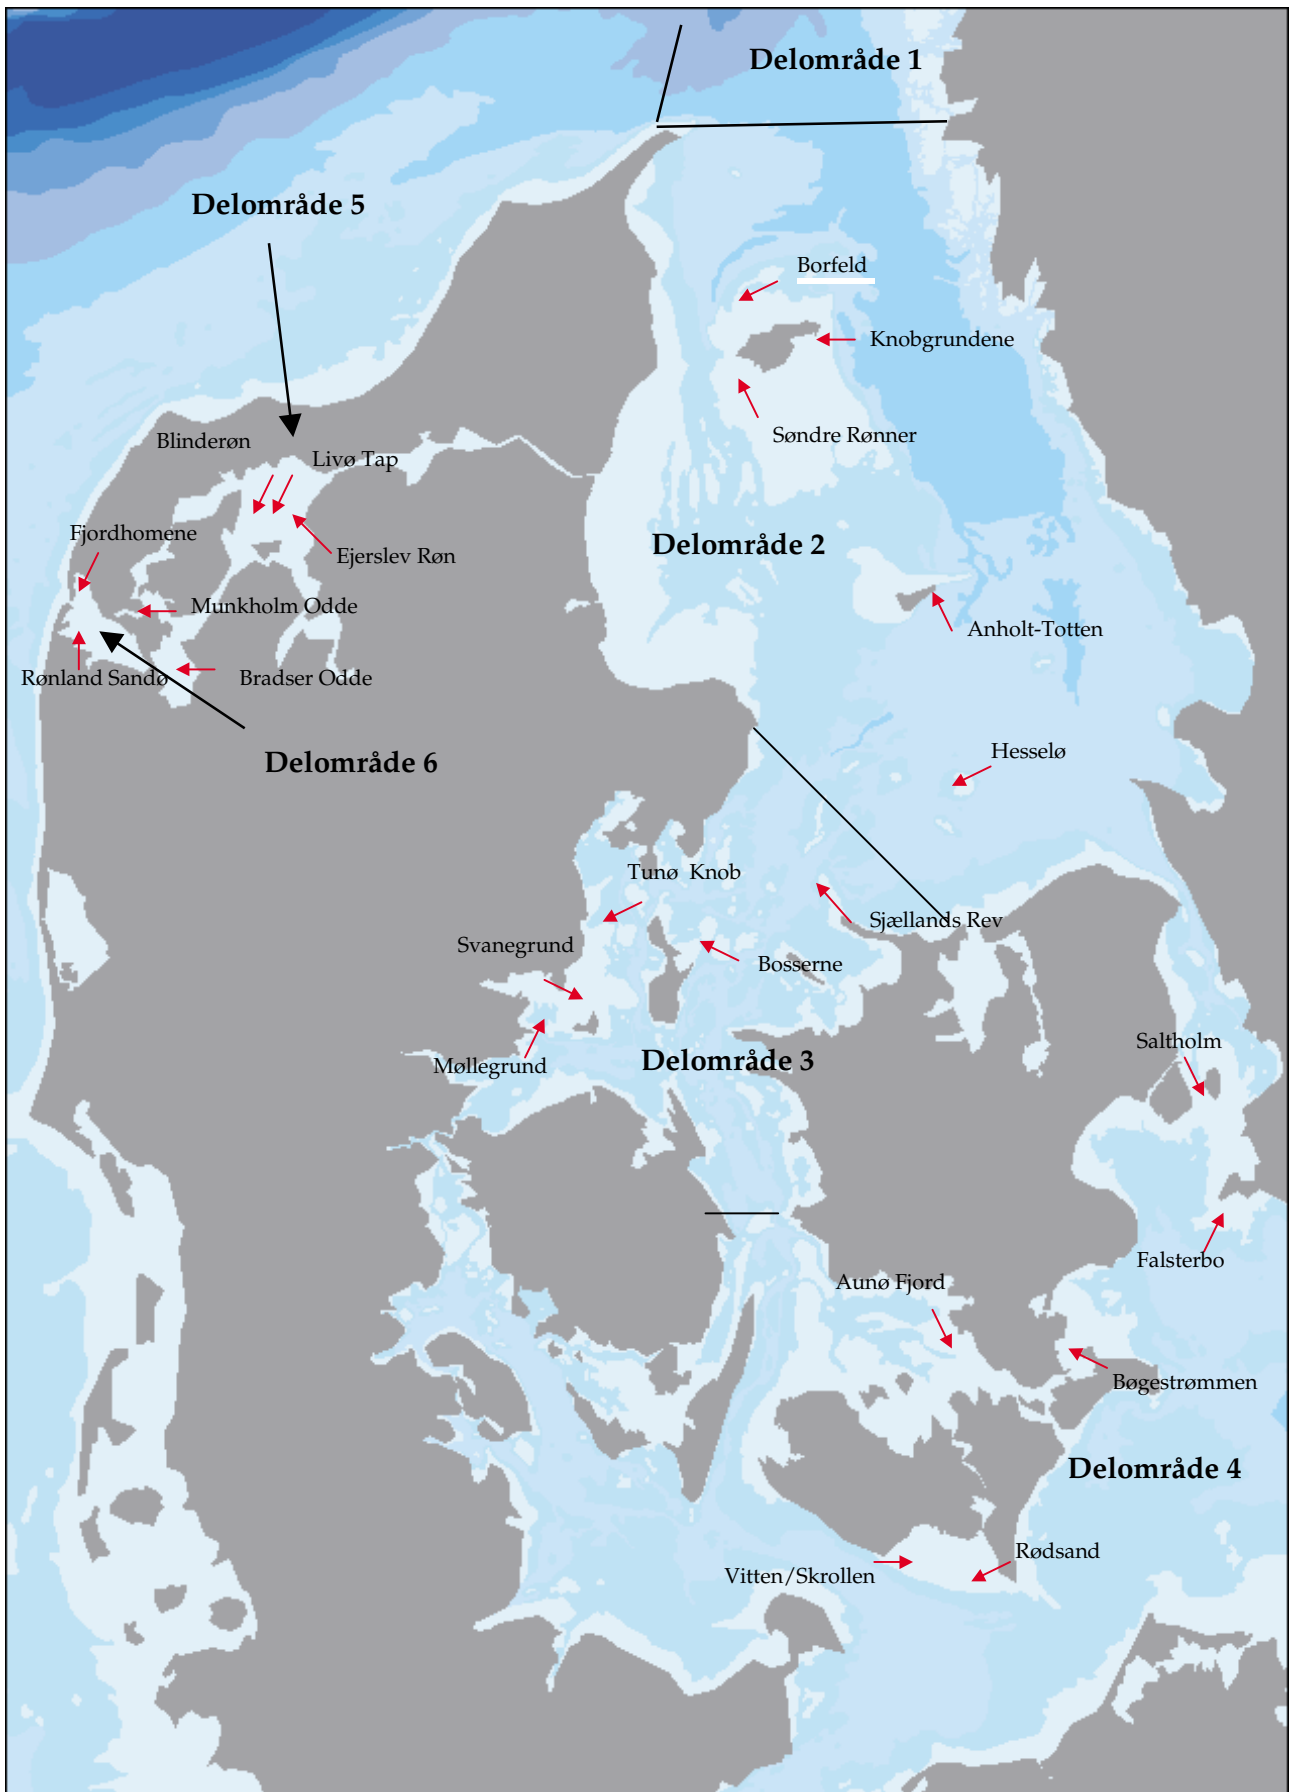 Delområde 1
Delområde 5
Borfeld
Knobgrundene
Søndre Rønner
Blinderøn
Livø Tap
Fjordhomene
Delområde 2
Ejerslev Røn
Munkholm Odde
Anholt-Totten
Rønland Sandø
Bradser Odde
Delområde 6
Hesselø
Tunø Knob
Sjællands Rev
Svanegrund
Bosserne
Saltholm
Møllegrund
Delområde 3
Falsterbo
Aunø Fjord
Bøgestrømmen
Delområde 4
Rødsand
Vitten/Skrollen